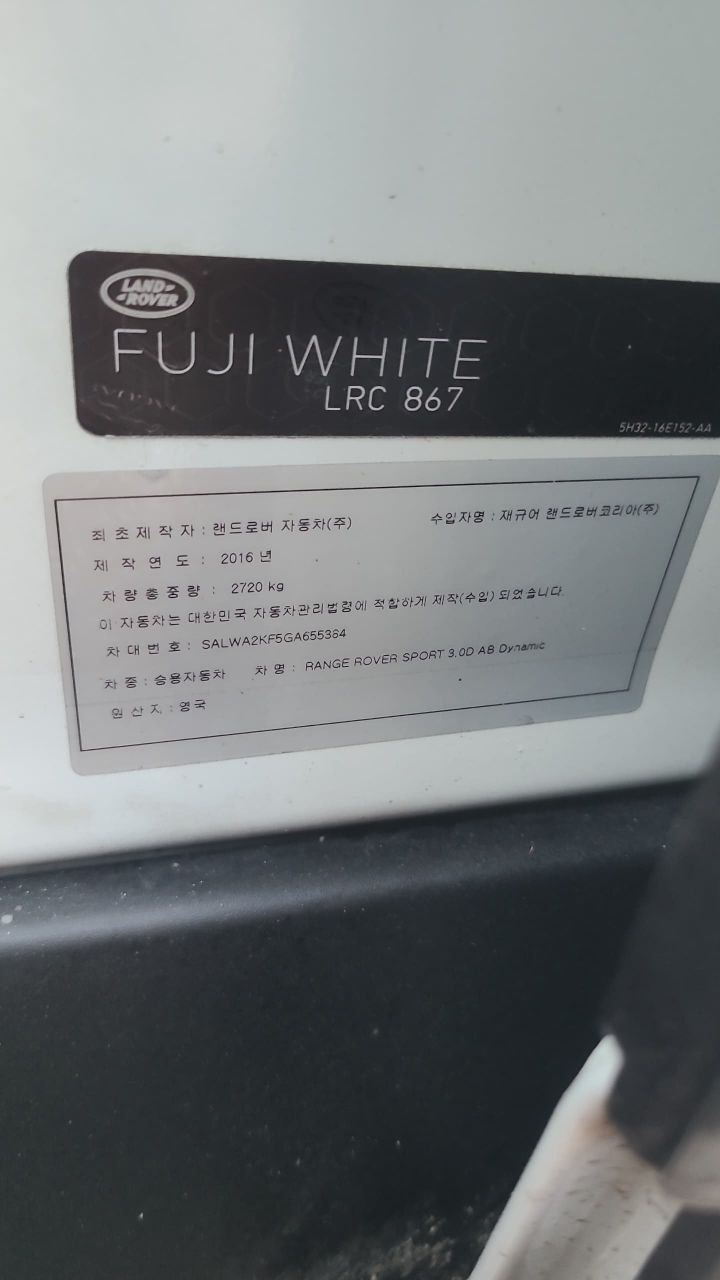 LAND-
-ROVER
FUJI WHITE
LRC 867
5H32-16E152-AA
최초제작자 : 랜드로버 자동차(주) 수입자명 : 재규어 랜드로버코리아(주)
제작연도 : 2016 년
차량총중량 : 2720 kg
이 자동차는 대한민국 자동차관리법령에 적합하게 제작(수입) 되었습니다.
차대번호 : SALWA2KF5GA655384
차종 : 승용자동차 차명 : RANGE ROVER SPORT 3.0D AB Dynamic
원산지 : 영국